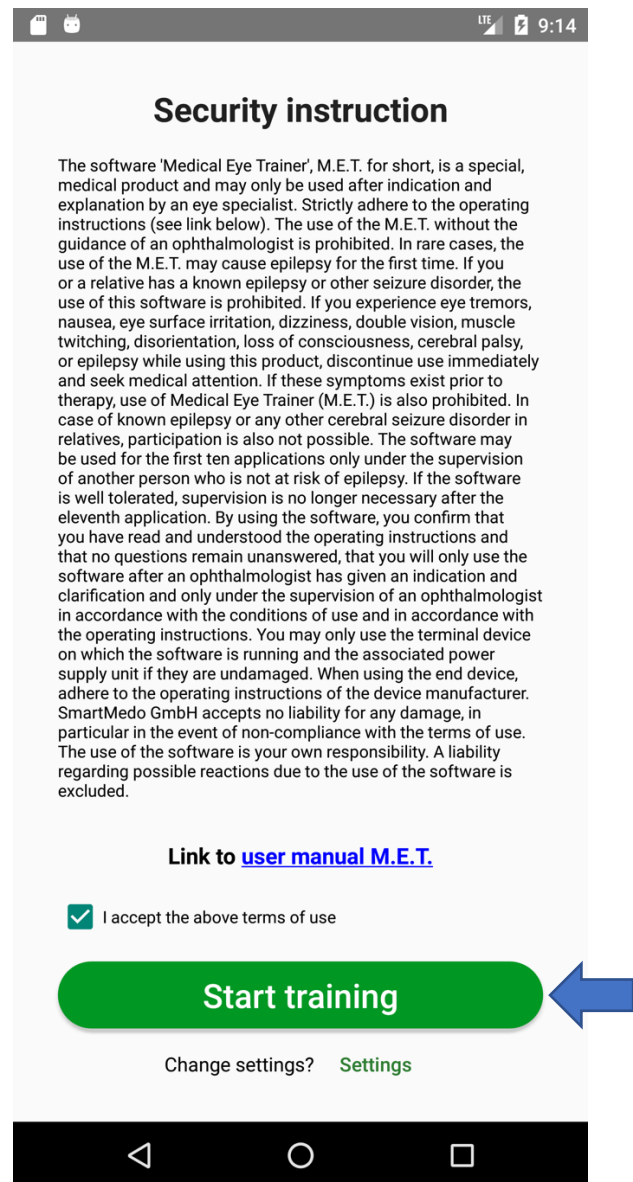 LTE 9:14
Security instruction
The software 'Medical Eye Trainer', M.E.T. for short, is a special,
medical product and may only be used after indication and
explanation by an eye specialist. Strictly adhere to the operating
instructions (see link below). The use of the M.E.T. without the
guidance of an ophthalmologist is prohibited. In rare cases, the
use of the M.E.T. may cause epilepsy for the first time. If you
or a relative has a known epilepsy or other seizure disorder, the
use of this software is prohibited. If you experience eye tremors,
nausea, eye surface irritation, dizziness, double vision, muscle
twitching, disorientation, loss of consciousness, cerebral palsy,
or epilepsy while using this product, discontinue use immediately
and seek medical attention. If these symptoms exist prior to
therapy, use of Medical Eye Trainer (M.E.T.) is also prohibited. In
case of known epilepsy or any other cerebral seizure disorder in
relatives, participation is also not possible. The software may
be used for the first ten applications only under the supervision
of another person who is not at risk of epilepsy. If the software
is well tolerated, supervision is no longer necessary after the
eleventh application. By using the software, you confirm that
you have read and understood the operating instructions and
that no questions remain unanswered, that you will only use the
software after an ophthalmologist has given an indication and
clarification and only under the supervision of an ophthalmologist
in accordance with the conditions of use and in accordance with
the operating instructions. You may only use the terminal device
on which the software is running and the associated power
supply unit if they are undamaged. When using the end device,
adhere to the operating instructions of the device manufacturer.
SmartMedo GmbH accepts no liability for any damage, in
particular in the event of non-compliance with the terms of use.
The use of the software is your own responsibility. A liability
regarding possible reactions due to the use of the software is
excluded.
Link to user manual M.E.T.
I accept the above terms of use
Start training
Change settings? Settings